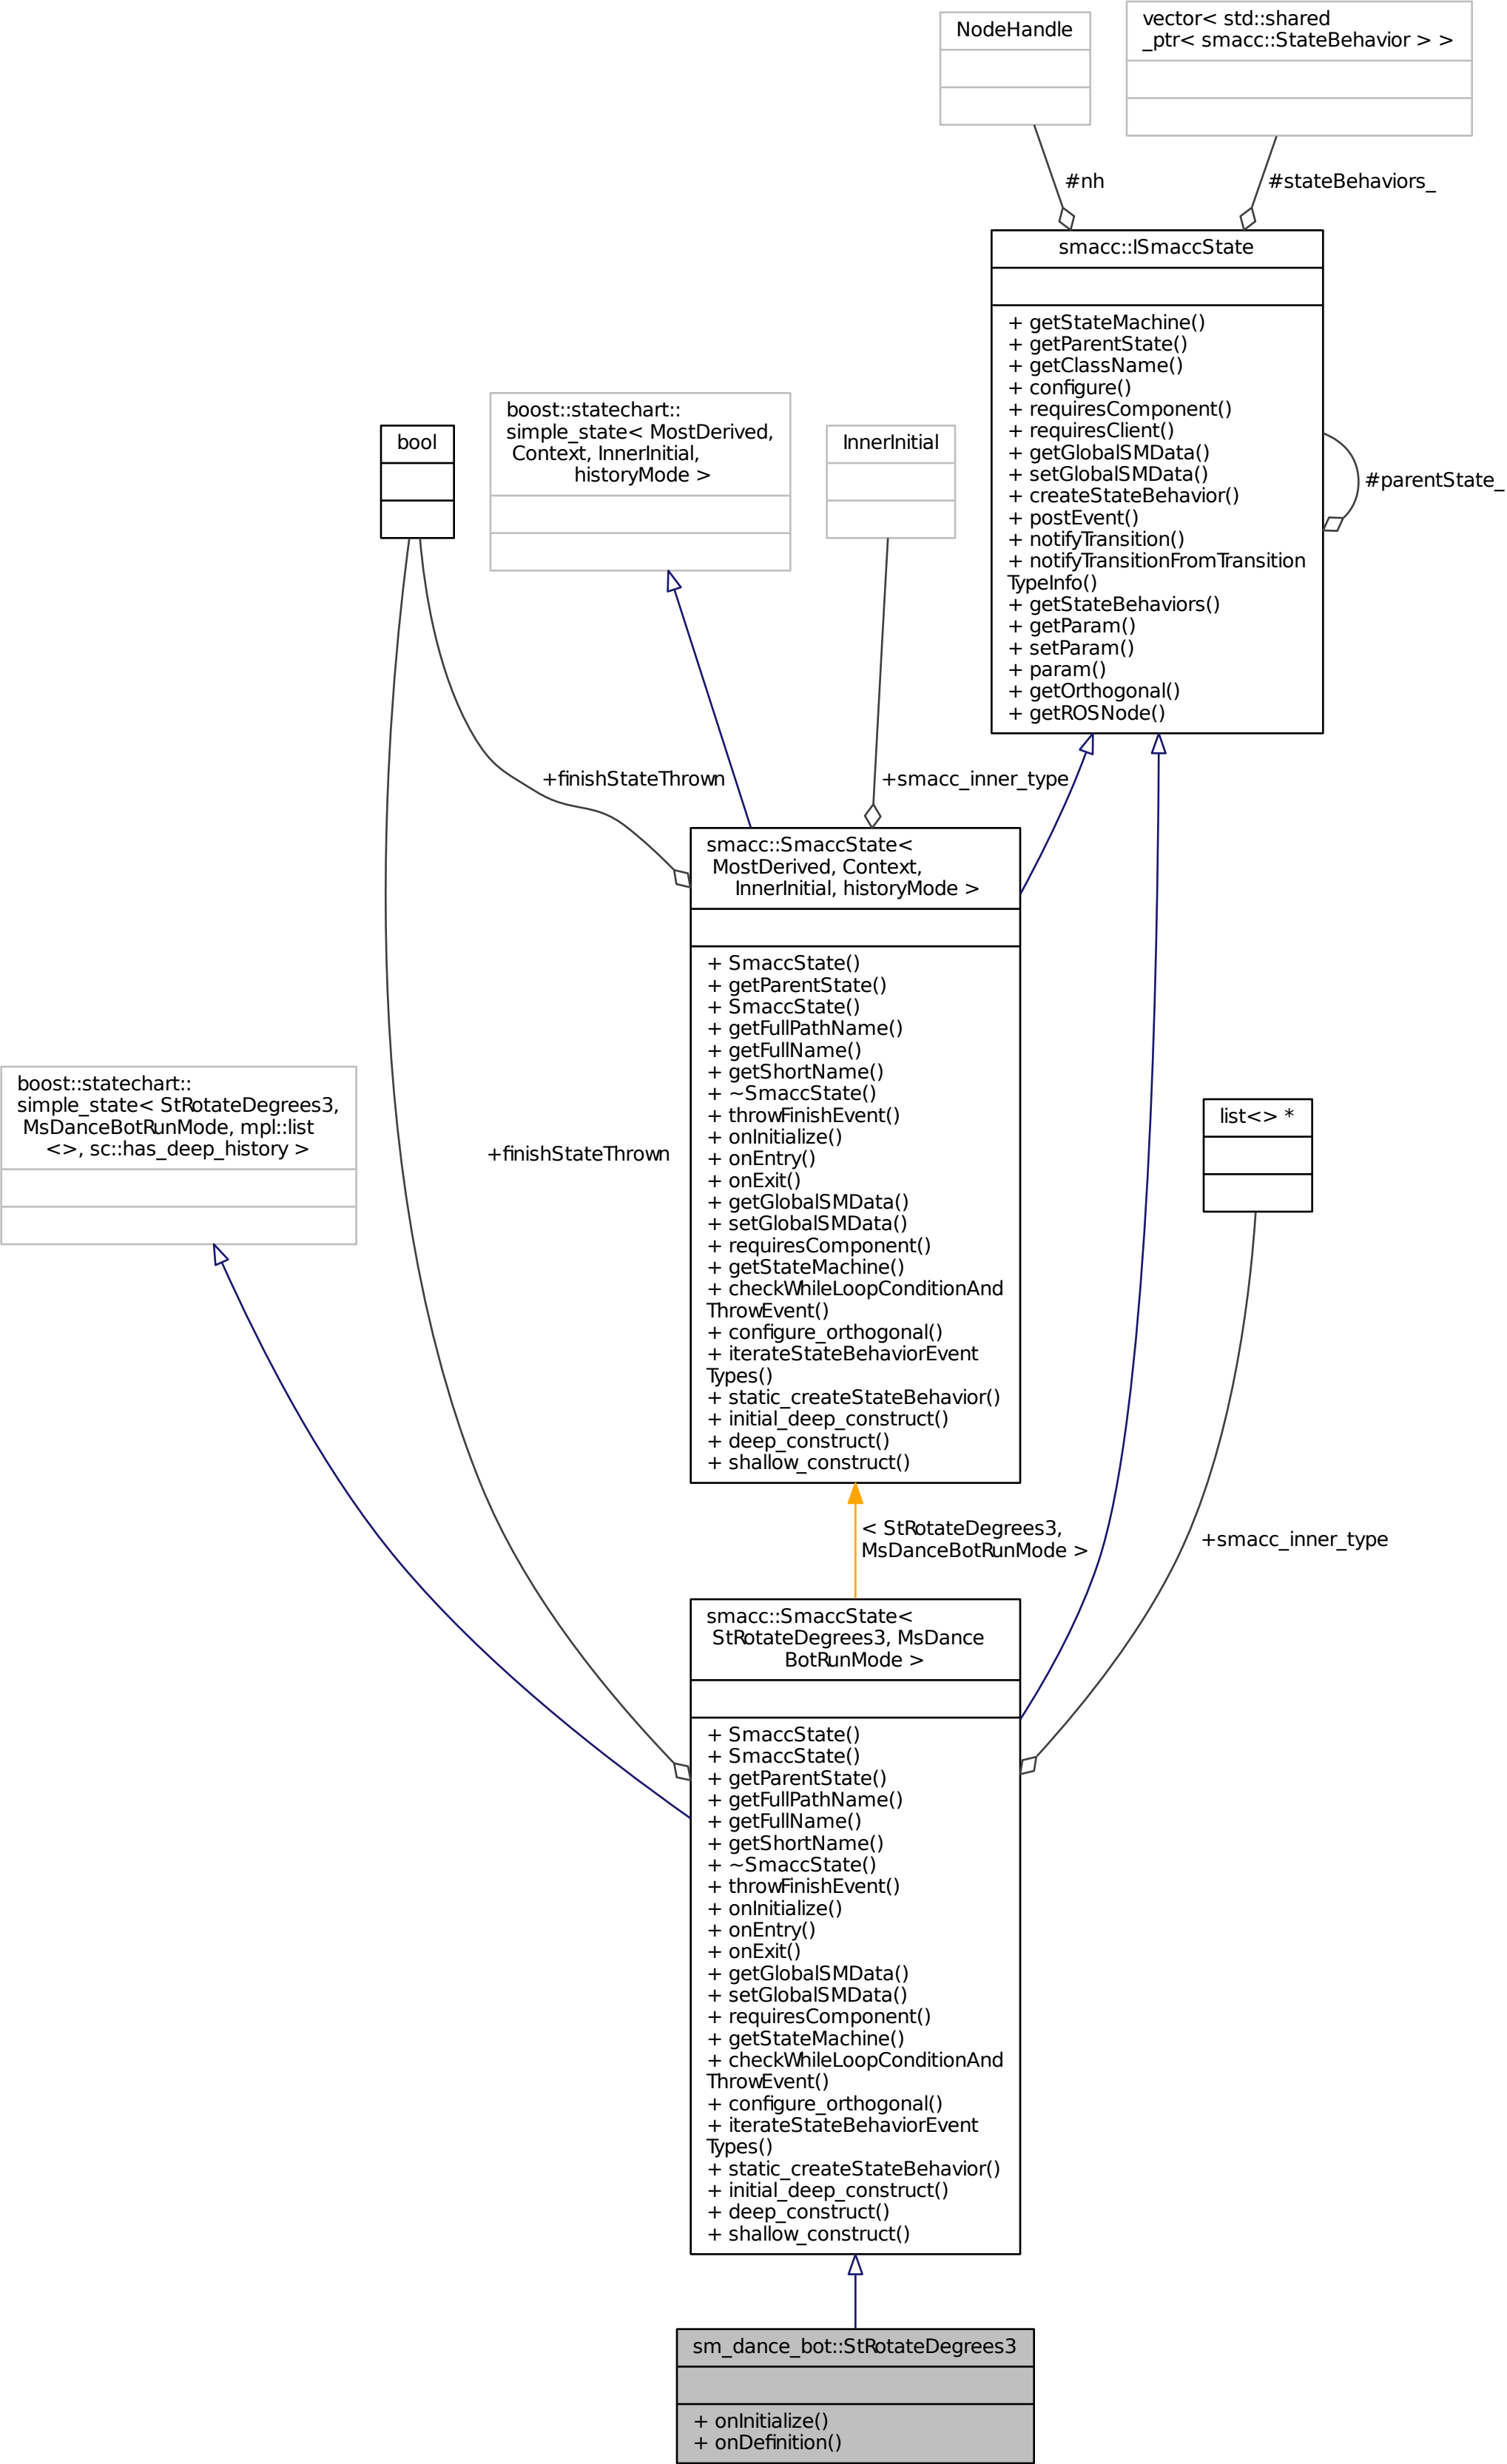 NodeHandle
vector< std::shared
_ptr< smacc::StateBehavior > >
#nh
#stateBehaviors_
smacc::ISmaccState
+ getStateMachine()
+ getParentState()
+ getClassName()
+ configure()
+ requiresComponent()
+ requiresClient()
+ getGlobalSMData()
+ setGlobalSMData()
+ createStateBehavior()
+ postEvent()
+ notifyTransition()
+ notifyTransitionFromTransition
TypeInfo()
+ getStateBehaviors()
+ getParam()
+ setParam()
+ param()
+ getOrthogonal()
+ getROSNode()
#parentState_
bool
boost::statechart::
simple_state< MostDerived,
Context, InnerInitial,
historyMode >
InnerInitial
+finishStateThrown
+smacc_inner_type
smacc::SmaccState<
MostDerived, Context,
InnerInitial, historyMode >
+ SmaccState()
+ getParentState()
+ SmaccState()
+ getFullPathName()
+ getFullName()
+ getShortName()
+ ~SmaccState()
+ throwFinishEvent()
+ onInitialize()
+ onEntry()
+ onExit()
+ getGlobalSMData()
+ setGlobalSMData()
+ requiresComponent()
+ getStateMachine()
+ checkWhileLoopConditionAnd
ThrowEvent()
+ configure_orthogonal()
+ iterateStateBehaviorEvent
Types()
+ static_createStateBehavior()
+ initial_deep_construct()
+ deep_construct()
+ shallow_construct()
boost::statechart::
simple_state< StRotateDegrees3,
MsDanceBotRunMode, mpl::list
<>, sc::has_deep_history >
+finishStateThrown
list<> *
< StRotateDegrees3,
MsDanceBotRunMode >
+smacc_inner_type
smacc::SmaccState<
StRotateDegrees3, MsDance
BotRunMode >
+ SmaccState()
+ SmaccState()
+ getParentState()
+ getFullPathName()
+ getFullName()
+ getShortName()
+ ~SmaccState()
+ throwFinishEvent()
+ onInitialize()
+ onEntry()
+ onExit()
+ getGlobalSMData()
+ setGlobalSMData()
+ requiresComponent()
+ getStateMachine()
+ checkWhileLoopConditionAnd
ThrowEvent()
+ configure_orthogonal()
+ iterateStateBehaviorEvent
Types()
+ static_createStateBehavior()
+ initial_deep_construct()
+ deep_construct()
+ shallow_construct()
sm_dance_bot::StRotateDegrees3
+ onInitialize()
+ onDefinition()